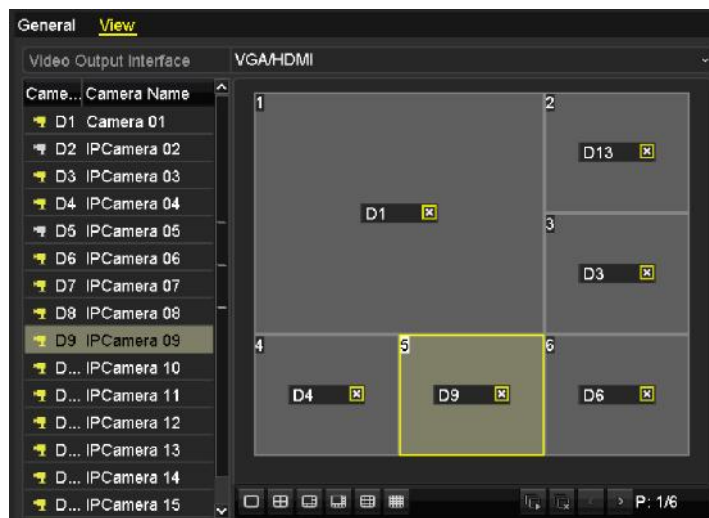 General View
Video Output Interface VGA/HDMI
Came... Camera Name
D1 Camera 01
D2 IPCamera 02
D3 IPCamera 03
D4 IPCamera 04
D5 IPCamera 05
D6 IPCamera 06
D7 IPCamera 07
D8 IPCamera 08
D9 IPCamera 09
D... IPCamera 10
D... IPCamera 11
D... IPCamera 12
D... IPCamera 13
D... IPCamera 14
D... IPCamera 15
1
D1
2
D13
3
D3
4
D4
5
D9
6
D6
P: 1/6